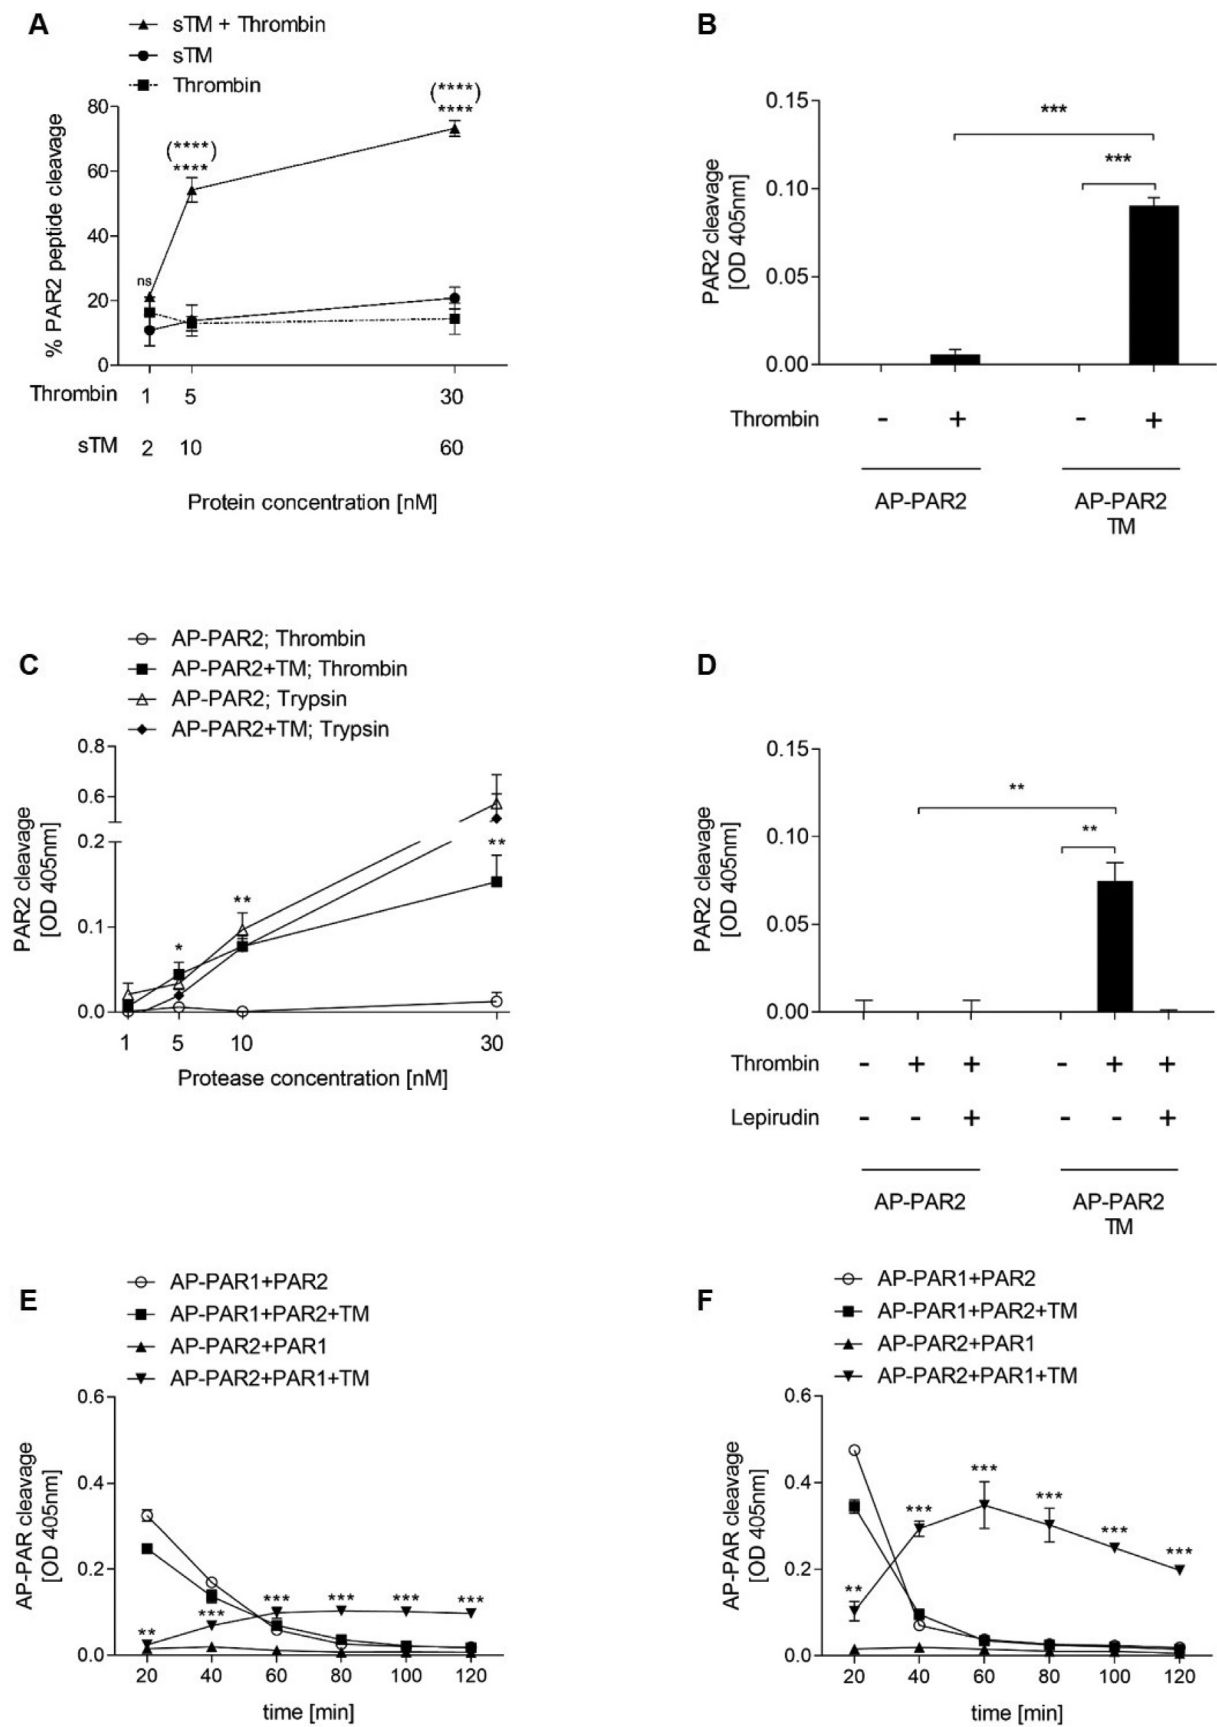 A
sTM + Thrombin
sTM
Thrombin
% PAR2 peptide cleavage
80
60
40
20
0
(****)
****
(****)
****
ns
Thrombin 1 5 30
sTM 2 10 60
Protein concentration [nM]
B
PAR2 cleavage
[OD 405nm]
0.15
0.10
0.05
0.00
***
***
Thrombin - + - +
AP-PAR2 AP-PAR2
TM
C
AP-PAR2; Thrombin
AP-PAR2+TM; Thrombin
AP-PAR2; Trypsin
AP-PAR2+TM; Trypsin
PAR2 cleavage
[OD 405nm]
0.8
0.6
0.2
0.1
0.0
*
**
**
1 5 10 30
Protease concentration [nM]
D
PAR2 cleavage
[OD 405nm]
0.15
0.10
0.05
0.00
**
**
Thrombin - + + - + +
Lepirudin - - + - - +
AP-PAR2 AP-PAR2
TM
E
AP-PAR1+PAR2
AP-PAR1+PAR2+TM
AP-PAR2+PAR1
AP-PAR2+PAR1+TM
AP-PAR cleavage
[OD 405nm]
0.6
0.4
0.2
0.0
** *** *** *** *** ***
20 40 60 80 100 120
time [min]
F
AP-PAR1+PAR2
AP-PAR1+PAR2+TM
AP-PAR2+PAR1
AP-PAR2+PAR1+TM
AP-PAR cleavage
[OD 405nm]
0.6
0.4
0.2
0.0
** *** *** *** *** ***
20 40 60 80 100 120
time [min]